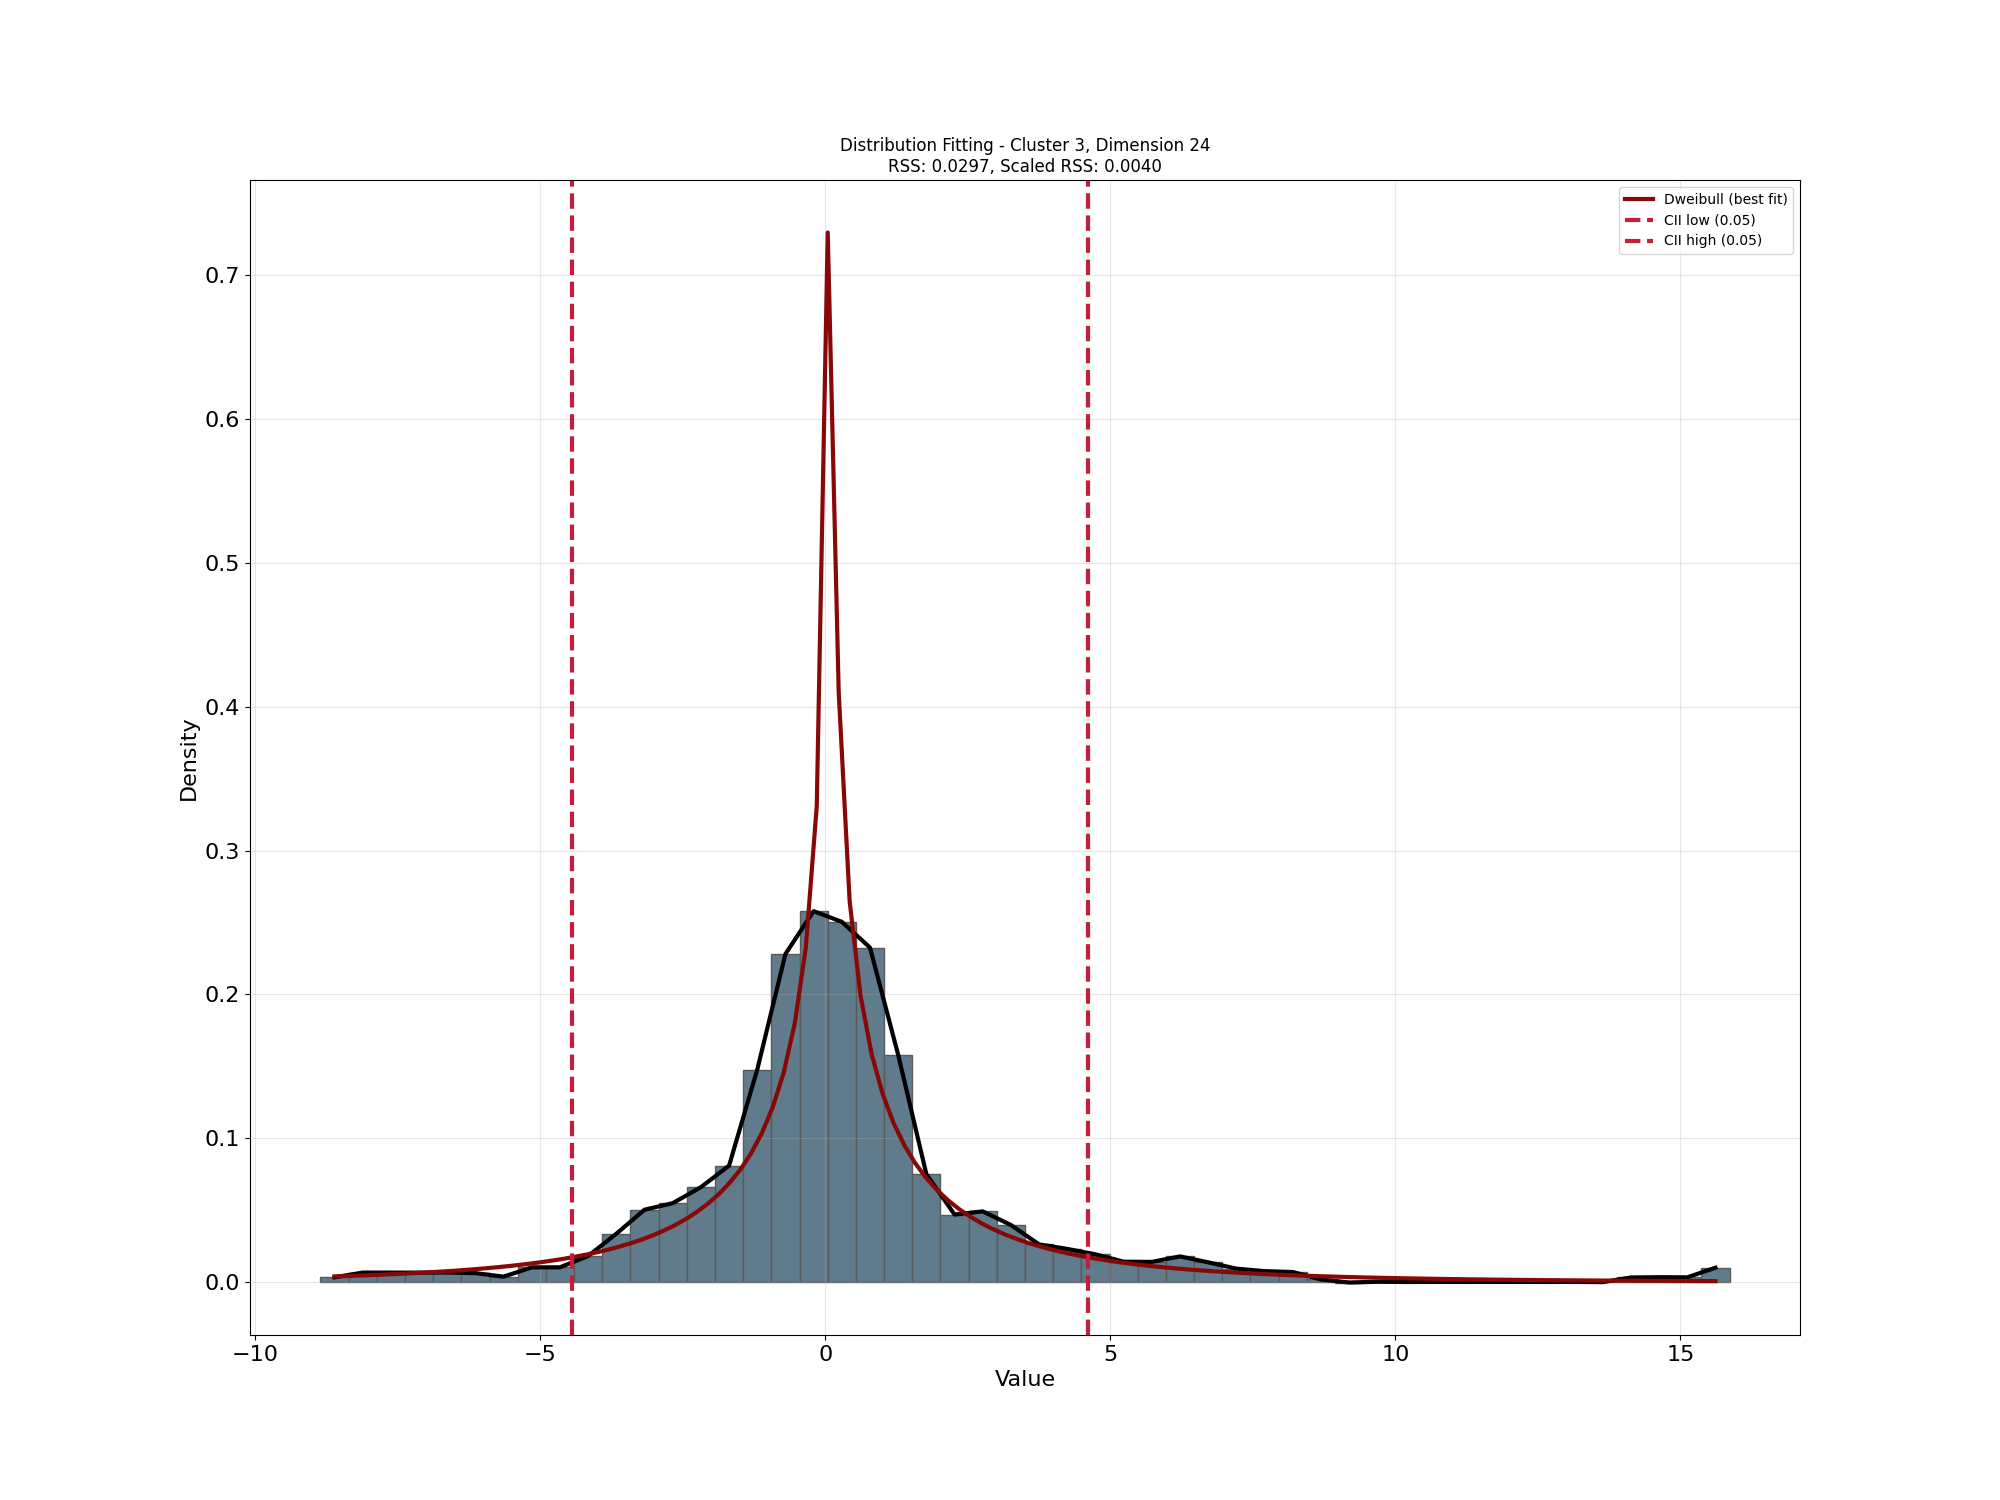 Distribution Fitting - Cluster 3, Dimension 24
RSS: 0.0297, Scaled RSS: 0.0040
Dweibull (best fit)
CII low (0.05)
CII high (0.05)
0.7
0.6
0.5
0.4
0.3
0.2
0.1
0.0
Density
−10
−5
0
5
10
15
Value